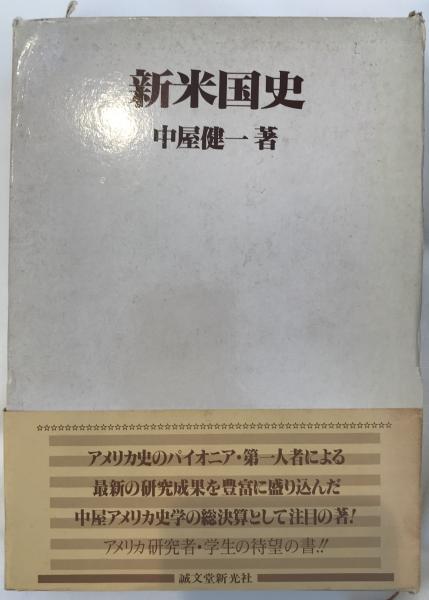 新米国史
中屋健一 著
☆☆☆☆☆☆☆☆☆☆☆☆☆☆☆☆☆☆☆☆☆☆☆☆☆☆☆☆☆☆☆☆☆☆☆☆☆☆☆☆☆☆☆☆☆☆☆☆☆☆
アメリカ史のパイオニア・第一人者による
最新の研究成果を豊富に盛り込んだ
中屋アメリカ史学の総決算として注目の著!
アメリカ研究者・学生の待望の書!!
誠文堂新光社